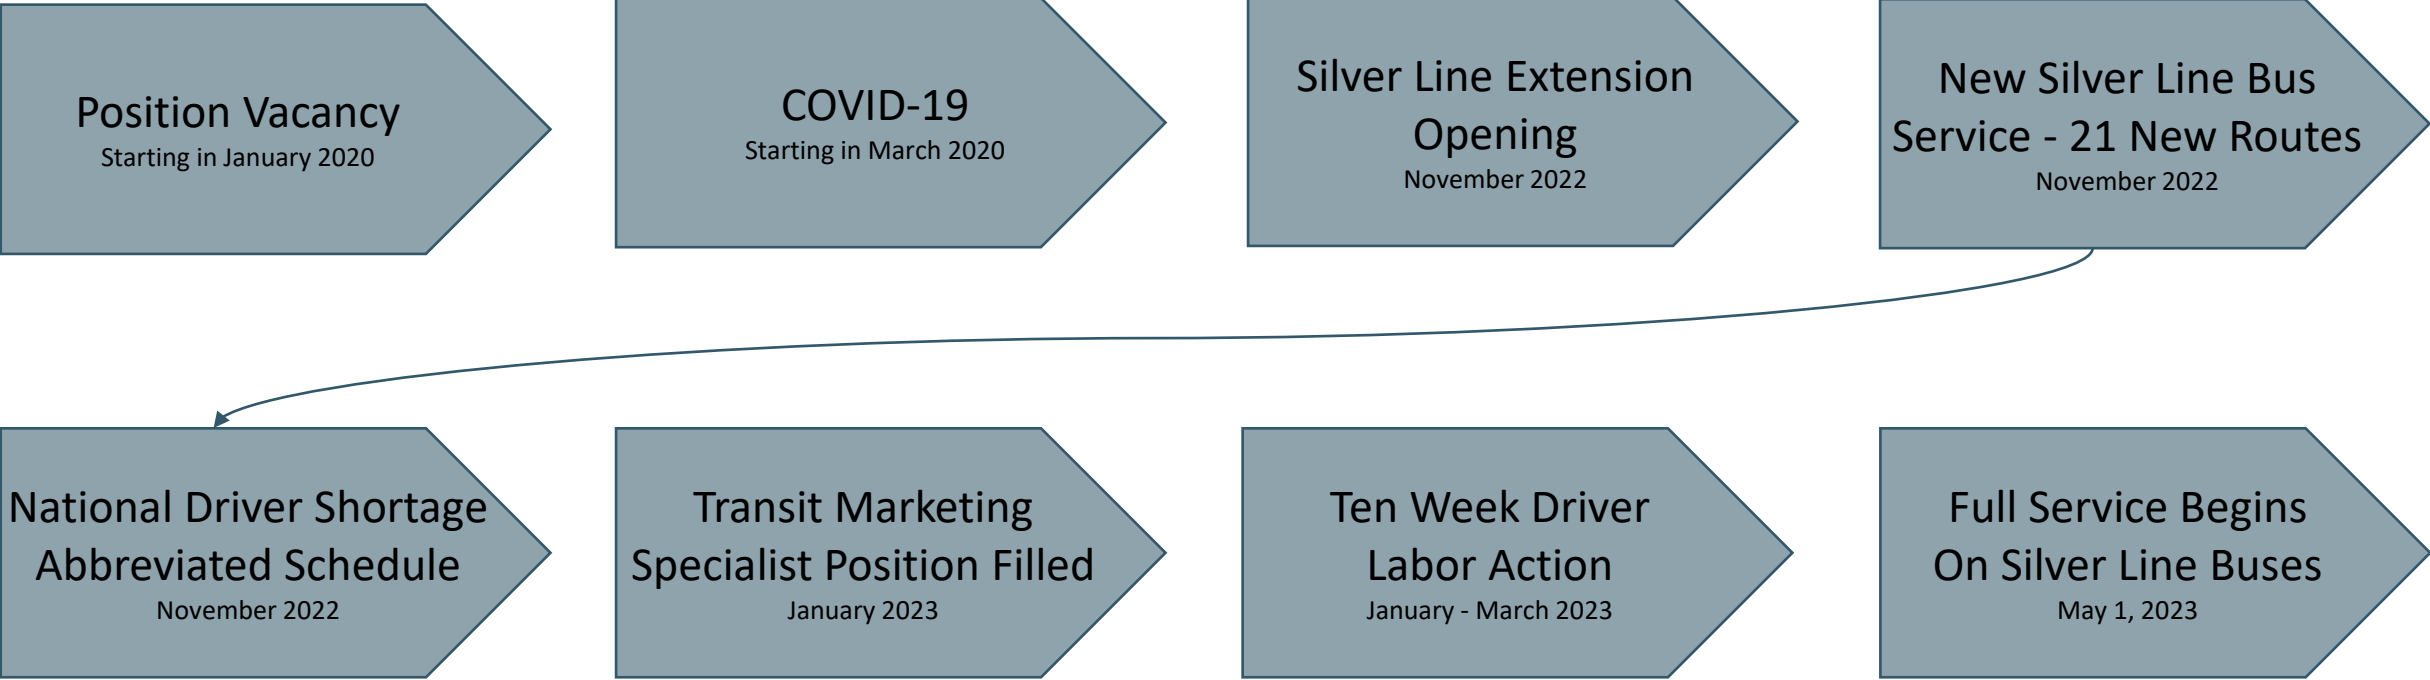 Position Vacancy
Starting in January 2020
COVID-19
Starting in March 2020
Silver Line Extension
Opening
November 2022
New Silver Line Bus
Service - 21 New Routes
November 2022
National Driver Shortage
Abbreviated Schedule
November 2022
Transit Marketing
Specialist Position Filled
January 2023
Ten Week Driver
Labor Action
January - March 2023
Full Service Begins
On Silver Line Buses
May 1, 2023